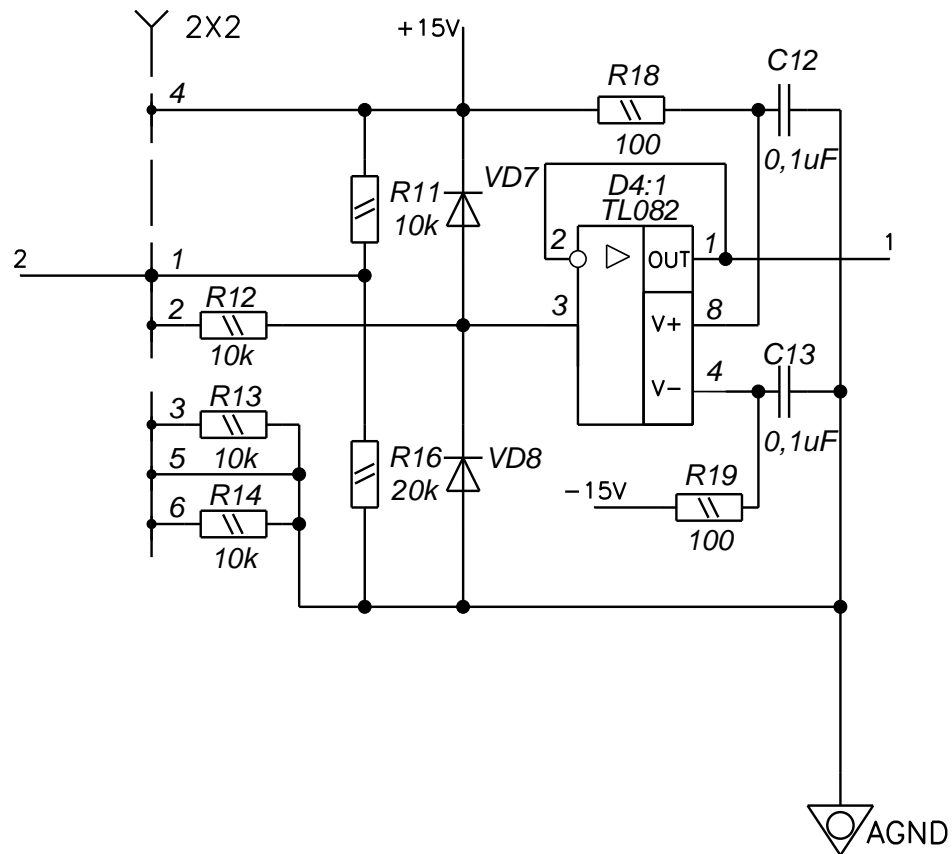 2X2
+15V
C12
R18
4
100
0,1uF
VD7
D4:1
TL082
R11
10k
2
1
1
2
1
OUT
2
R12
3
8
V+
10k
C13
4
V-
3
R13
0,1uF
10k
5
R16
VD8
20k
R19
R14
-15V
6
10k
100
AGND